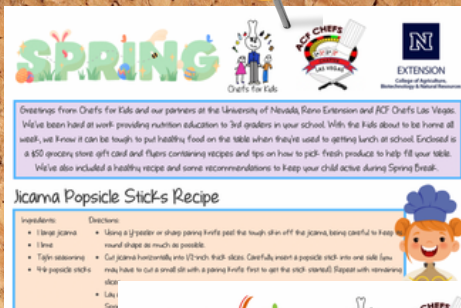 SPRING
Chefs for Kids
ACF CHEFS
LAS VEGAS
N
EXTENSION
College of Agriculture,
Biotechnology & Natural Resources
Greetings from Chefs for Kids and our partners at the University of Nevada, Reno Extension and ACF Chefs Las Vegas.
We've been hard at work providing nutrition education to 3rd graders in your school. With the kids about to be home all
week, we know it can be tough to put healthy food on the table when they're used to getting lunch at school. Enclosed is
a $50 grocery store gift card and flyers containing recipes and tips on how to pick fresh produce to help fill your table.
We've also included a healthy recipe and some recommendations to keep your child active during Spring Break.
Jicama Popsicle Sticks Recipe
Ingredients:
• 1 large jicama
• 1 lime
• Tajin seasoning
• 4-6 popsicle sticks
Directions:
• Using a y-peeler or sharp paring knife peel the tough skin off the jicama, being careful to keep
round shape as much as possible.
• Cut jicama horizontally into 1/2-inch thick slices. Carefully insert a popsicle stick into one side (you
may have to cut a small slit with a paring knife first to get the stick started). Repeat with remaining
slices
• Lay